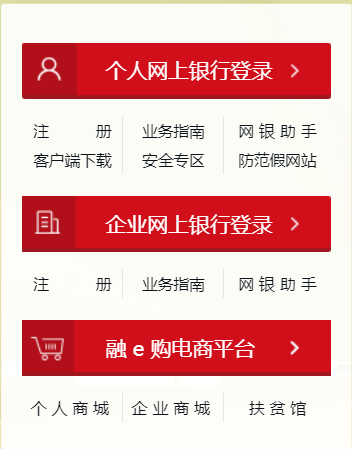 个人网上银行登录
注 册 业务指南 网银助手
客户端下载 安全专区 防范假网站
企业网上银行登录
注 册 业务指南 网银助手
融 e 购电商平台
个人商城 企业商城 扶贫馆